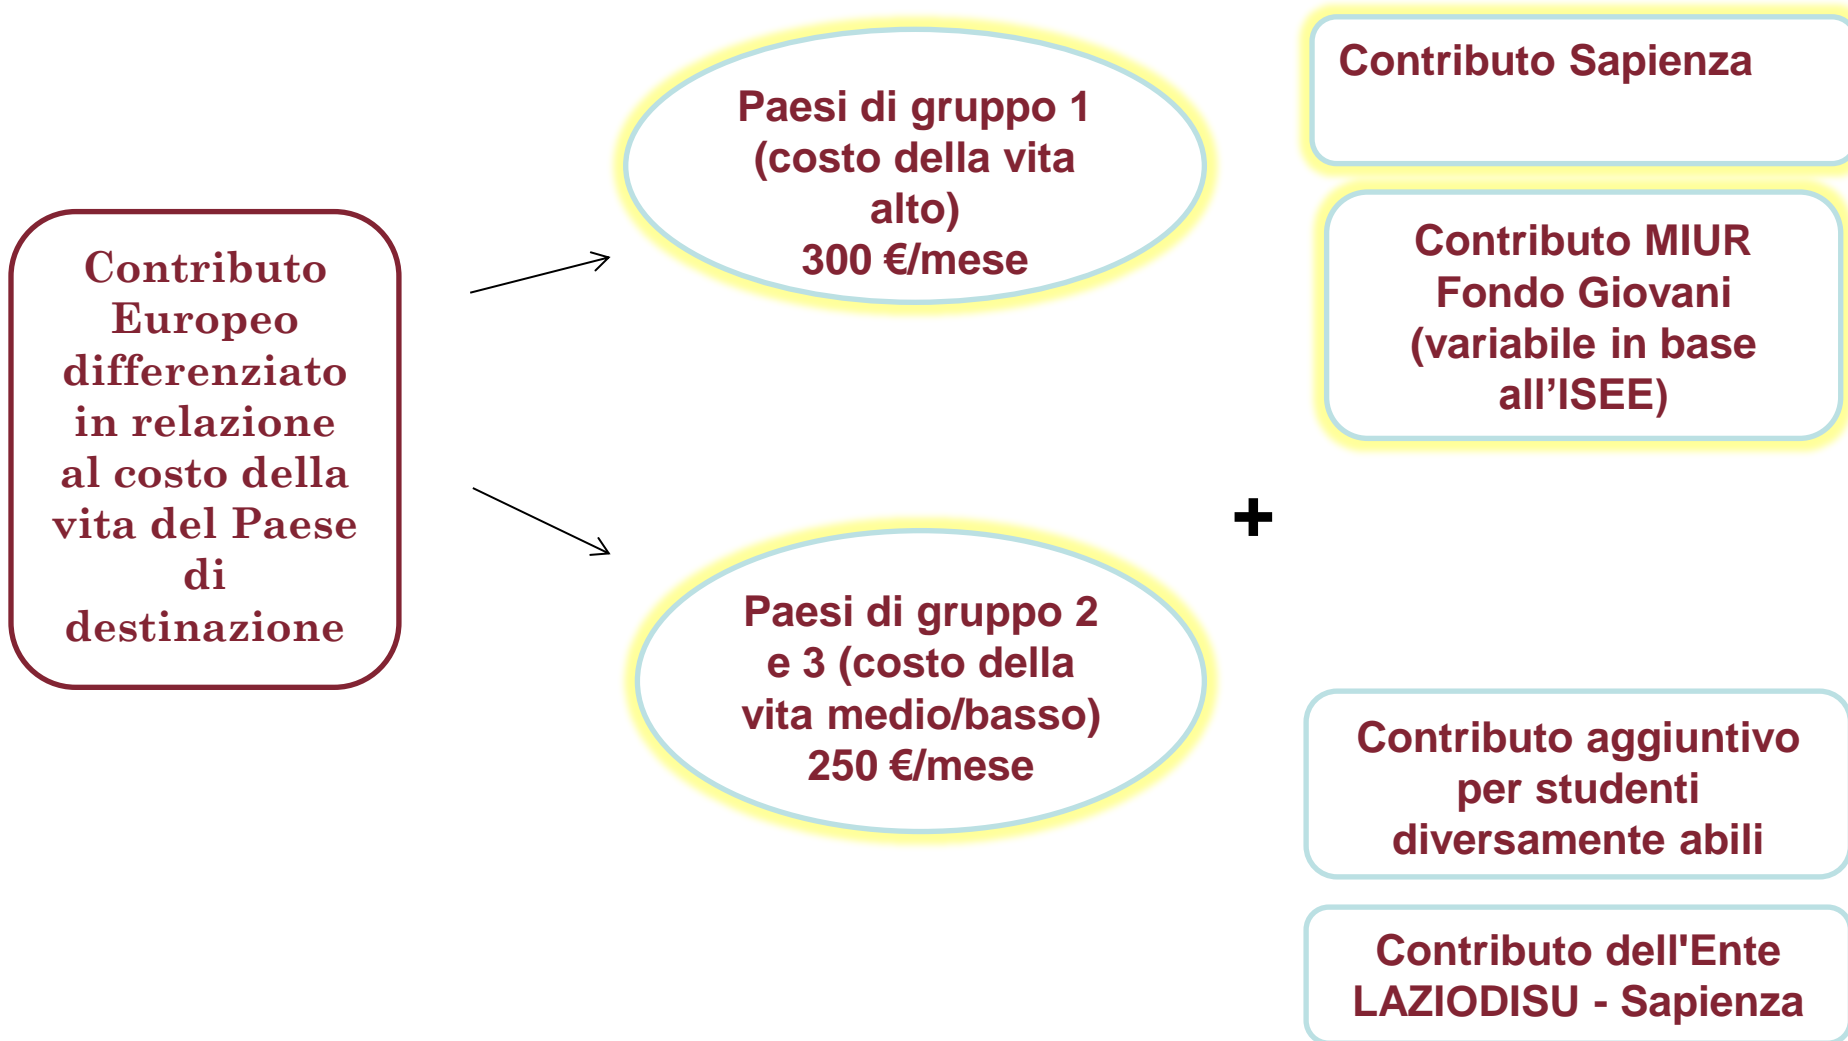 Contributo
Europeo
differenziato
in relazione
al costo della
vita del Paese
di
destinazione
Paesi di gruppo 1
(costo della vita
alto)
300 €/mese
Paesi di gruppo 2
e 3 (costo della
vita medio/basso)
250 €/mese
+
Contributo Sapienza
Contributo MIUR
Fondo Giovani
(variabile in base
all’ISEE)
Contributo aggiuntivo
per studenti
diversamente abili
Contributo dell'Ente
LAZIODISU - Sapienza